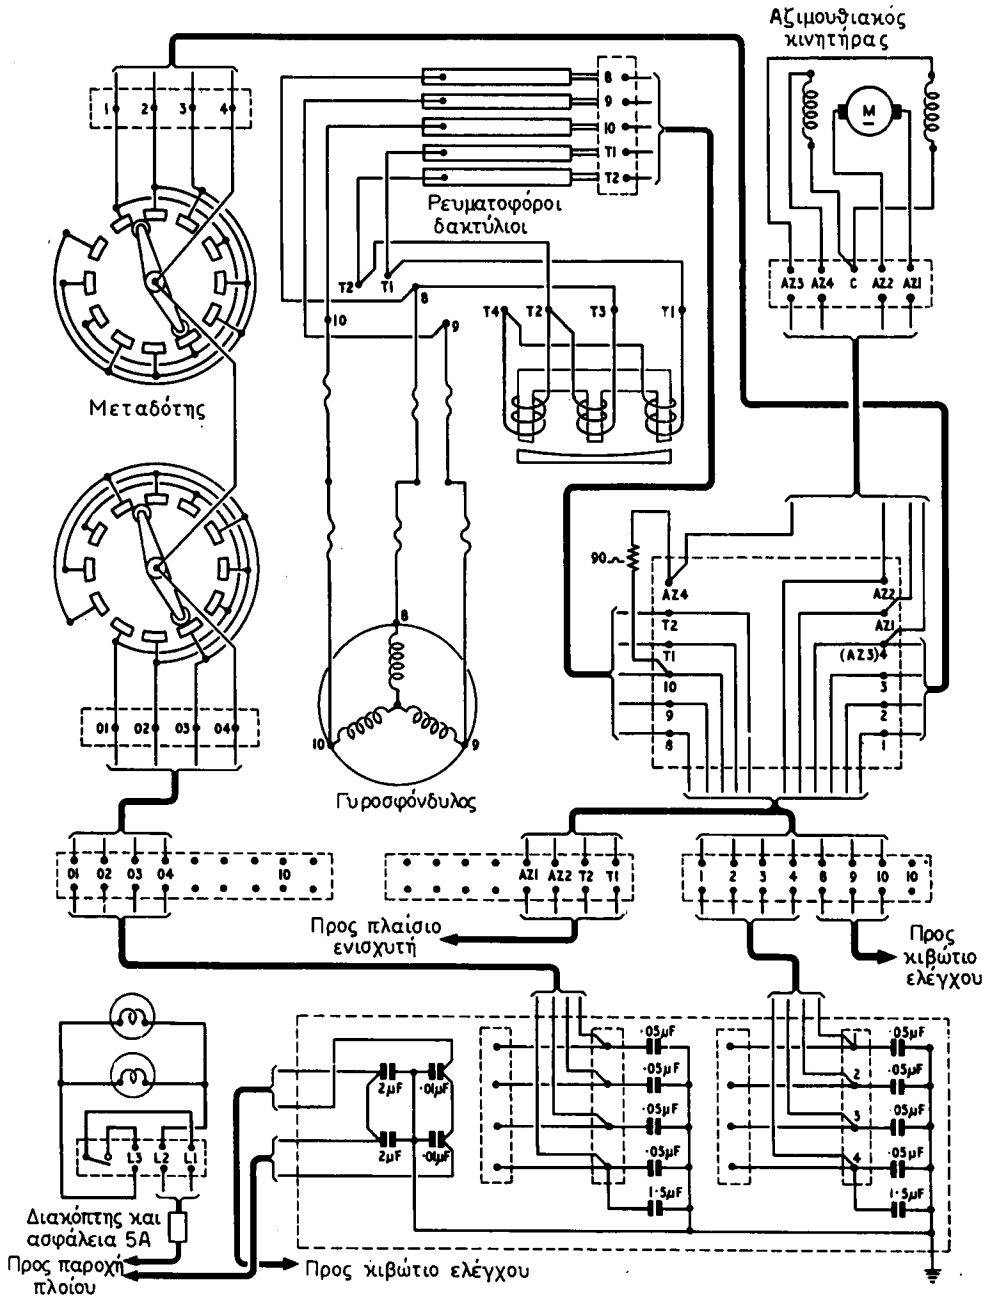 Αζιμουθιακός
κινητήρας
M
1 2 3 4
8
9
10
T1
T2
Ρευματοφόροι
δακτύλιοι
AZ3 AZ4 C AZ2 AZ1
T2 T1
8
10
9
T4 T2 T3 T1
Μεταδότης
90
AZ4
T2
T1
10
9
8
AZ2
AZ1
(AZ3)4
3
2
1
8
10 9
Γυροσφόνδυλος
01 02 03 04
01 02 03 04 10
AZ1 AZ2 T2 T1
1 2 3 4 8 9 10 10
Προς πλαίσιο
ενισχυτή
Προς
κιβώτιο
ελέγχου
·05μF
·05μF
·05μF
·05μF
1·5μF
1
2
3
4
·05μF
·05μF
·05μF
·05μF
1·5μF
2μF ·01μF
2μF ·01μF
L3 L2 L1
Διακόπτης και
ασφάλεια 5A
Προς παροχή
πλοίου
Προς κιβώτιο ελέγχου